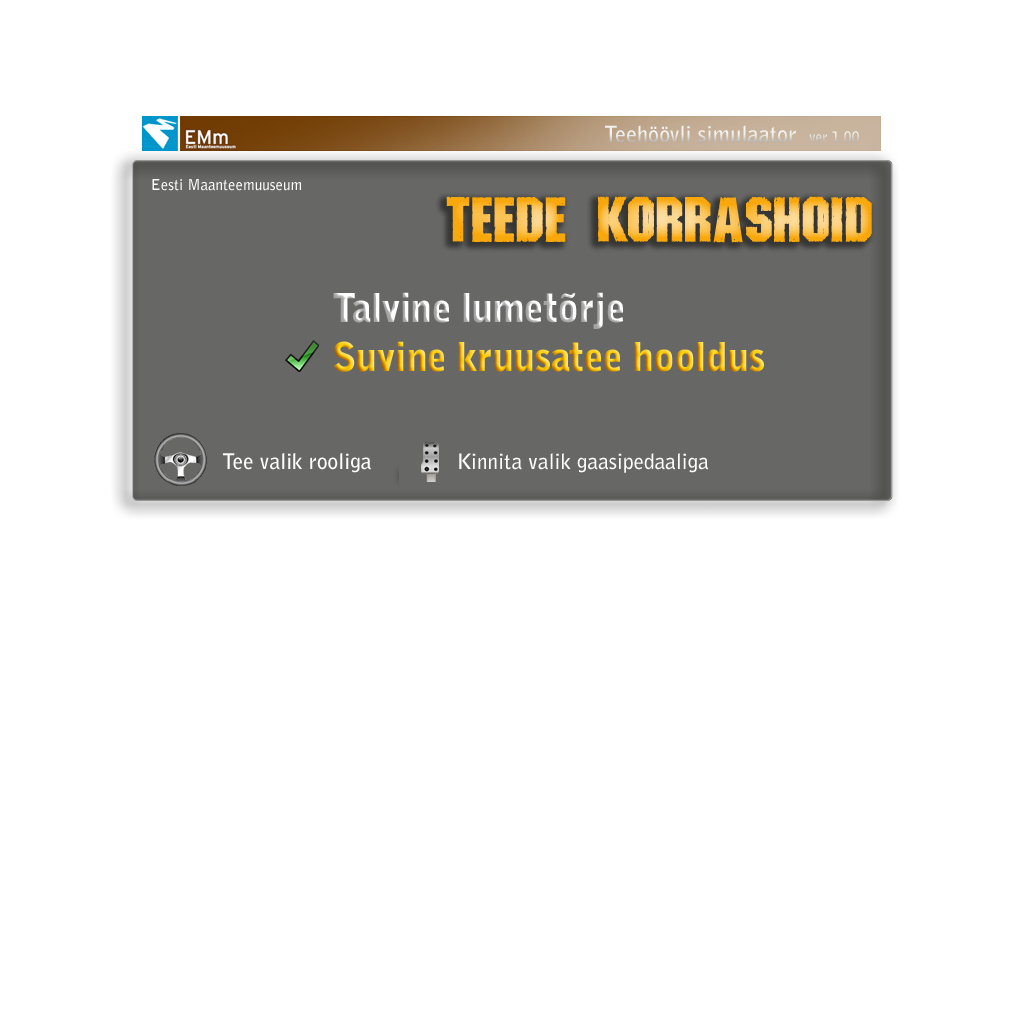 EMm
Eesti Maanteemuuseum
Teehöövli simulaator ver 1.00
Eesti Maanteemuuseum
TEEDE KORRASHOID
Talvine lumetõrje
Suvine kruusatee hooldus
Tee valik rooliga
Kinnita valik gaasipedaaliga